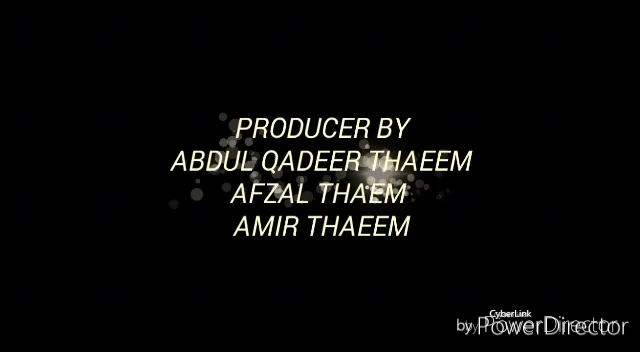 PRODUCER BY
ABDUL QADEER THAEEM
AFZAL THAEM
AMIR THAEEM
CyberLink
by PowerDirector